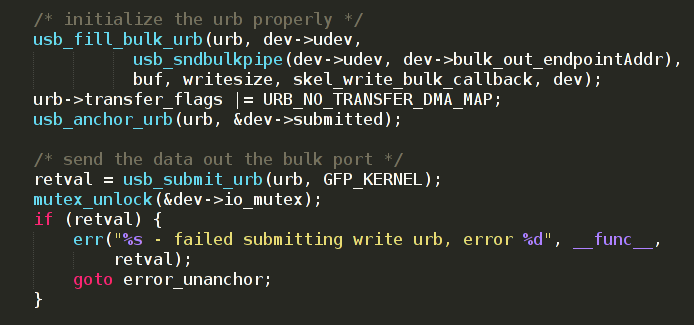 /* initialize the urb properly */
usb_fill_bulk_urb(urb, dev->udev,
usb_sndbulkpipe(dev->udev, dev->bulk_out_endpointAddr),
buf, writesize, skel_write_bulk_callback, dev);
urb->transfer_flags |= URB_NO_TRANSFER_DMA_MAP;
usb_anchor_urb(urb, &dev->submitted);
/* send the data out the bulk port */
retval = usb_submit_urb(urb, GFP_KERNEL);
mutex_unlock(&dev->io_mutex);
if (retval) {
err("%s - failed submitting write urb, error %d", __func__,
retval);
goto error_unanchor;
}